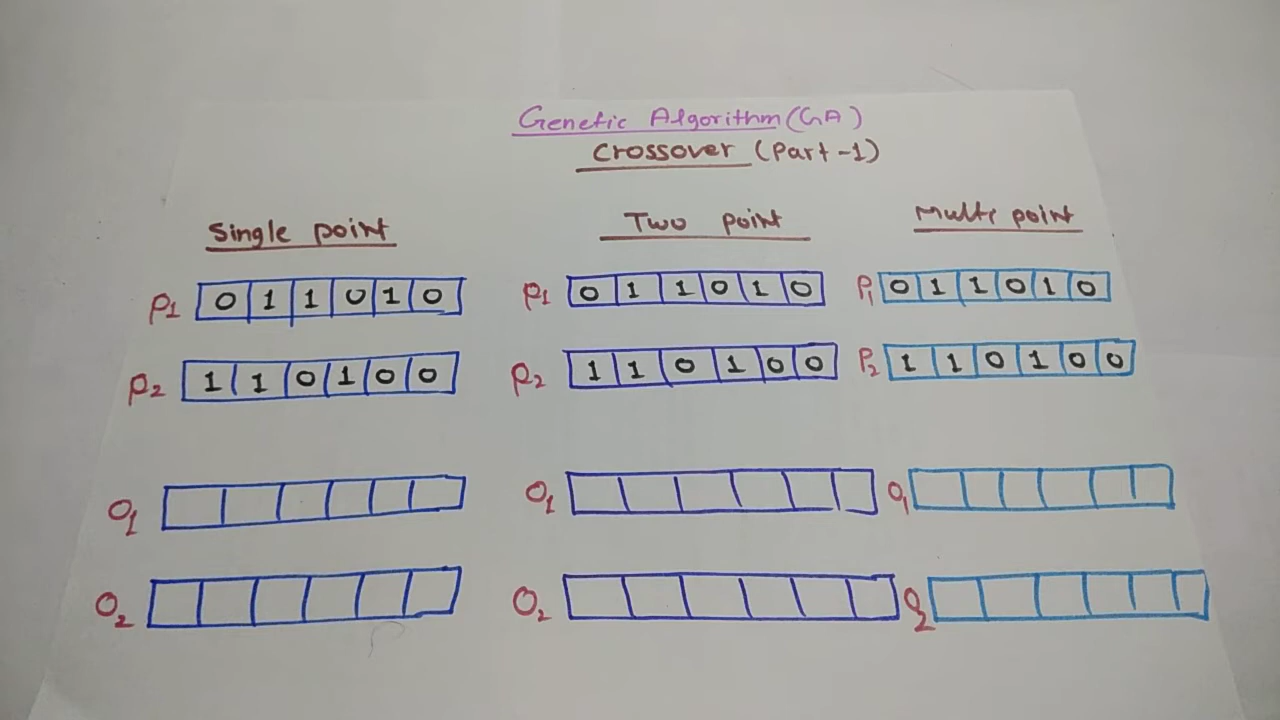 Genetic Algorithm (GA)
Crossover (Part-1)
Single point Two point Multi point
P1 0 1 1 0 1 0 P1 0 1 1 0 1 0 P1 0 1 1 0 1 0
P2 1 1 0 1 0 0 P2 1 1 0 1 0 0 P2 1 1 0 1 0 0
O1 O1 O1
O2 O2 O2